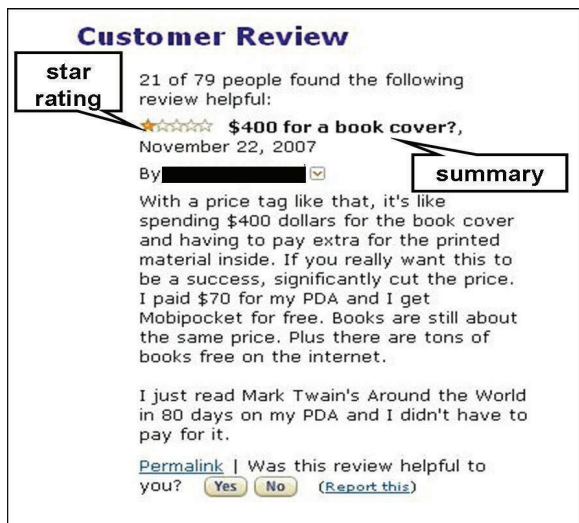 Customer Review
star
rating
21 of 79 people found the following
review helpful:
$400 for a book cover?,
November 22, 2007
By
summary
With a price tag like that, it's like
spending $400 dollars for the book cover
and having to pay extra for the printed
material inside. If you really want this to
be a success, significantly cut the price.
I paid $70 for my PDA and I get
Mobipocket for free. Books are still about
the same price. Plus there are tons of
books free on the internet.
I just read Mark Twain's Around the World
in 80 days on my PDA and I didn't have to
pay for it.
Permalink | Was this review helpful to
you? Yes No (Report this)